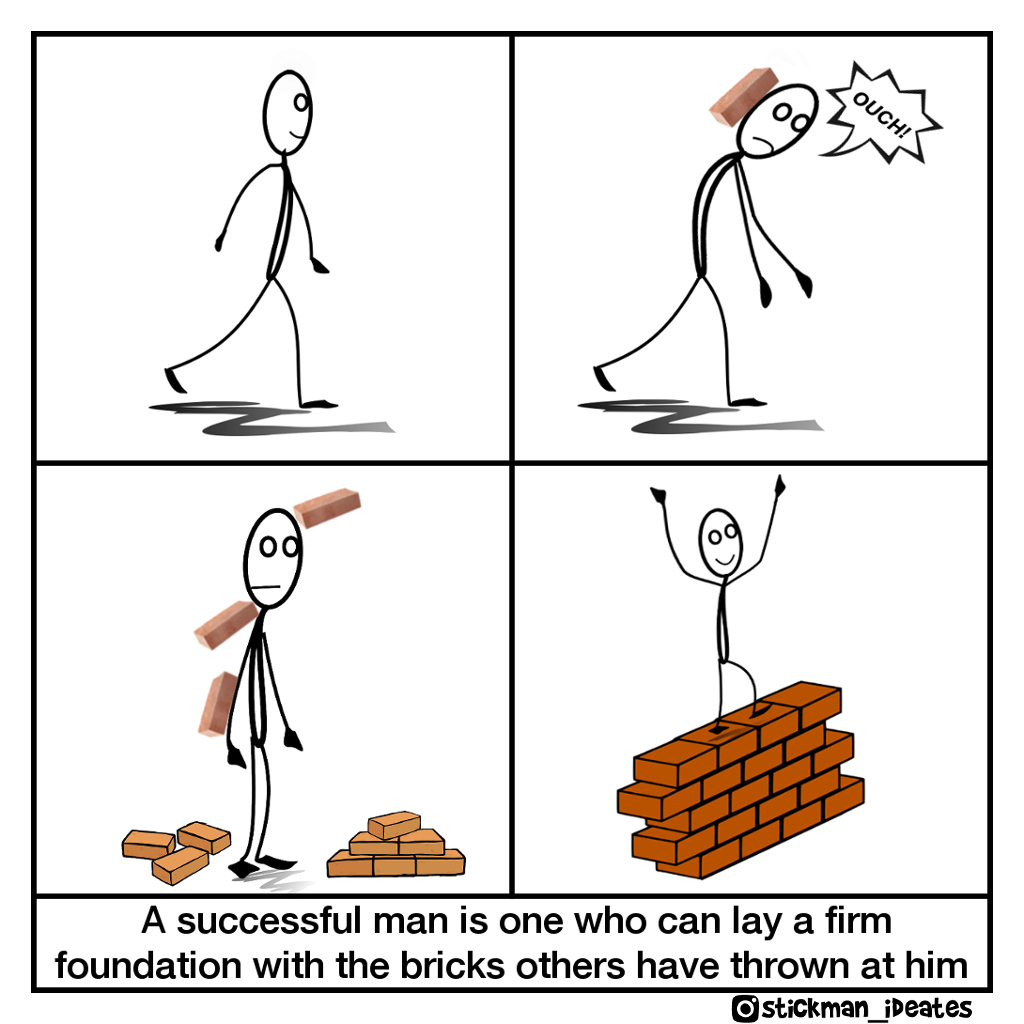 OUCH!
A successful man is one who can lay a firm
foundation with the bricks others have thrown at him
stickman_iDeates